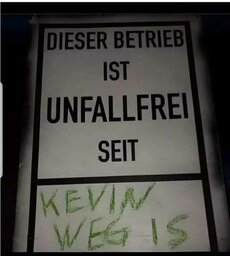 DIESER BETRIEB
IST
UNFALLFREI
SEIT
KEVIN
WEG IS